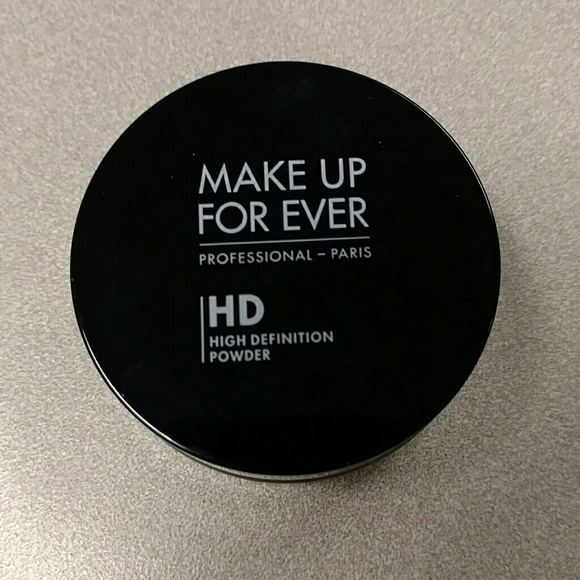 MAKE UP
FOR EVER
PROFESSIONAL – PARIS
HD
HIGH DEFINITION
POWDER